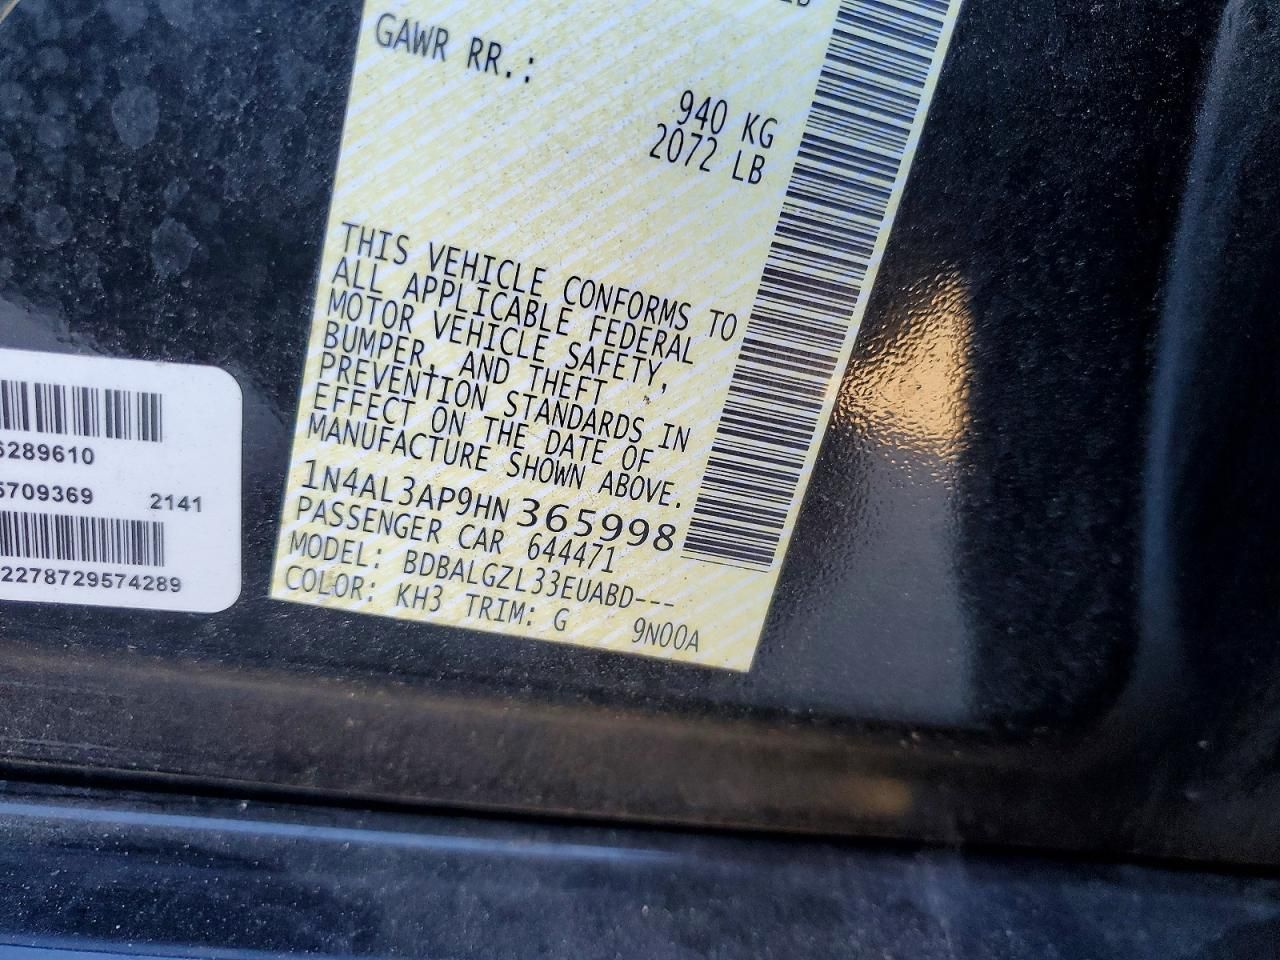 GAWR RR.:
940 KG
2072 LB
THIS VEHICLE CONFORMS TO
ALL APPLICABLE FEDERAL
MOTOR VEHICLE SAFETY,
BUMPER, AND THEFT
PREVENTION STANDARDS IN
EFFECT ON THE DATE OF
MANUFACTURE SHOWN ABOVE.
1N4AL3AP9HN365998
PASSENGER CAR 644471
MODEL: BDBALGZL33EUABD---
COLOR: KH3 TRIM: G 9N00A
289610
709369 2141
2278729574289